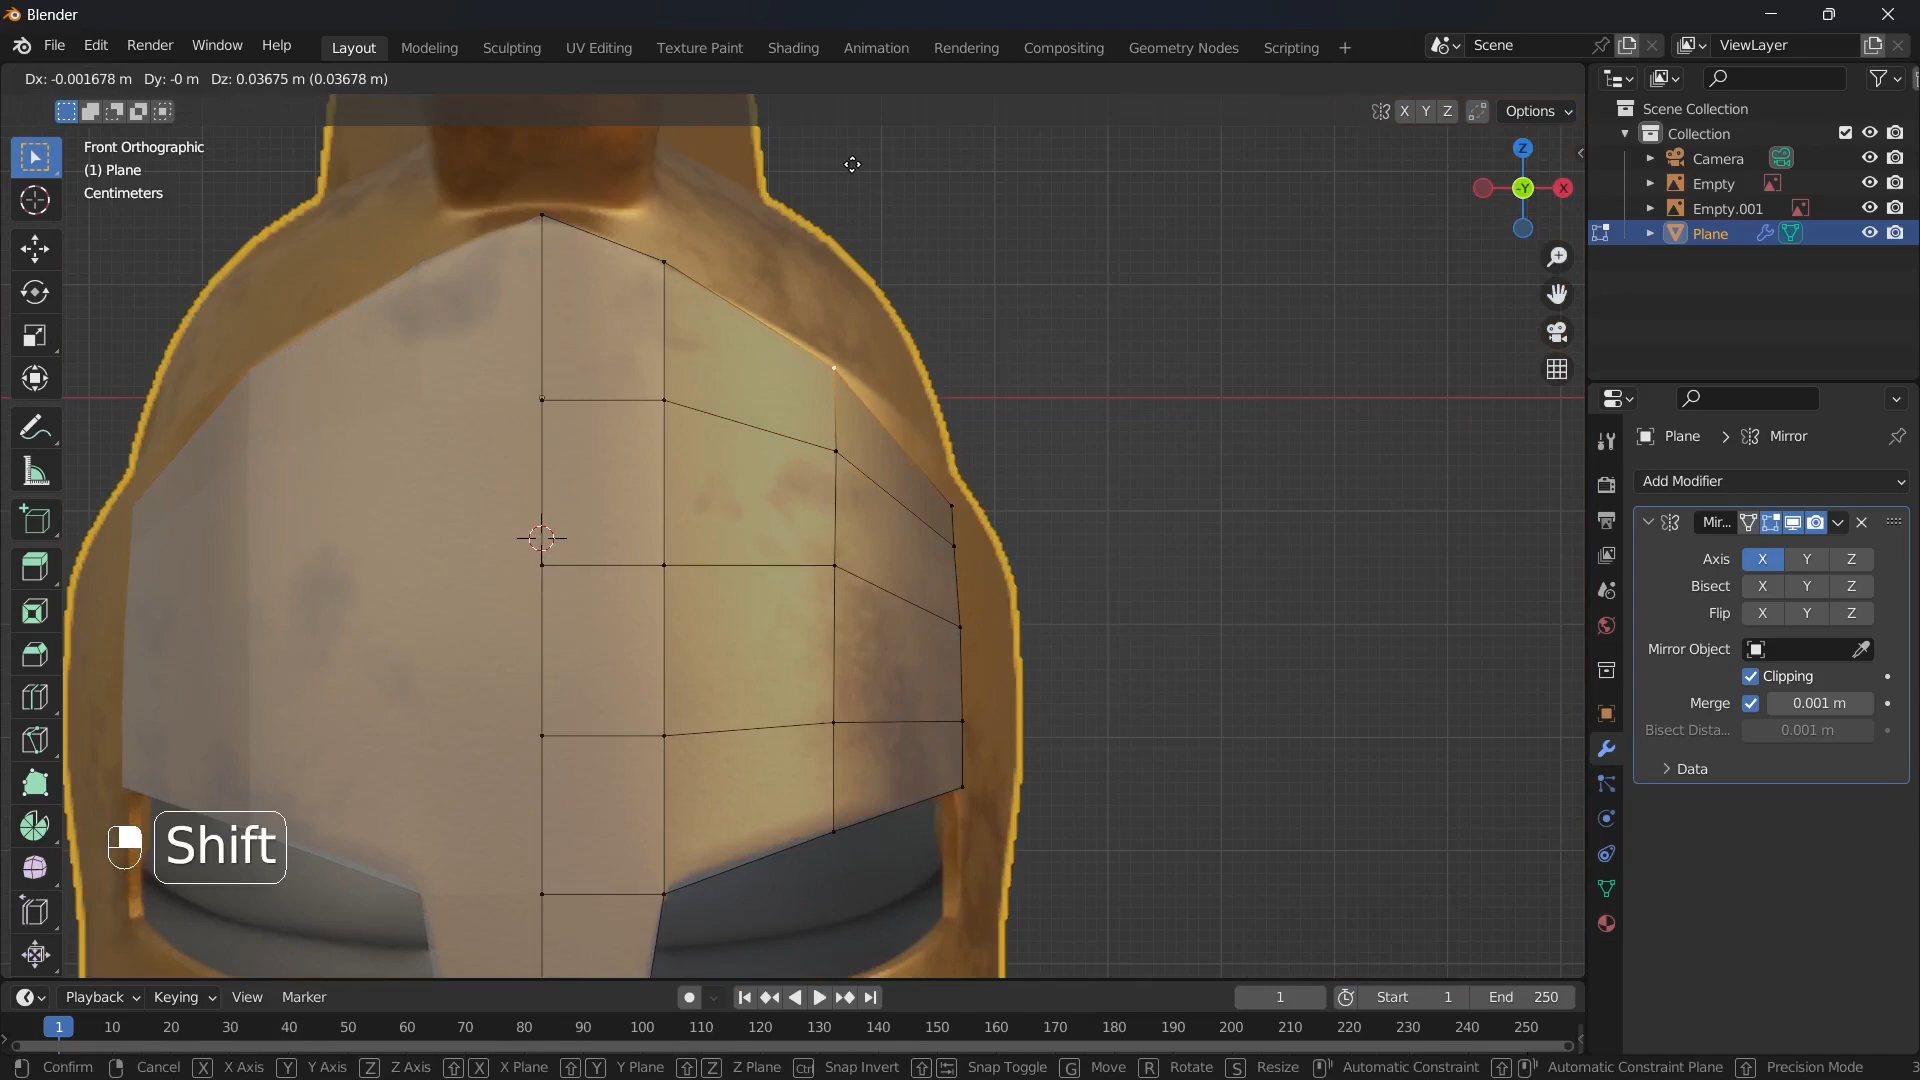 Blender
File Edit Render Window Help Layout Modeling Sculpting UV Editing Texture Paint Shading Animation Rendering Compositing Geometry Nodes Scripting + Scene ViewLayer
Dx: -0.001678 m Dy: -0 m Dz: 0.03675 m (0.03678 m)
X Y Z Options
Front Orthographic
(1) Plane
Centimeters
Z
-Y X
Scene Collection
Collection
Camera
Empty
Empty.001
Plane
Plane > Mirror
Add Modifier
Mir...
Axis X Y Z
Bisect X Y Z
Flip X Y Z
Mirror Object
Clipping
Merge 0.001 m
Bisect Dista... 0.001 m
Data
Shift
Playback Keying View Marker 1 Start 1 End 250
1 10 20 30 40 50 60 70 80 90 100 110 120 130 140 150 160 170 180 190 200 210 220 230 240 250
Confirm Cancel X X Axis Y Y Axis Z Z Axis X X Plane Y Y Plane Z Z Plane Ctrl Snap Invert Snap Toggle G Move R Rotate S Resize Automatic Constraint Automatic Constraint Plane Precision Mode 3